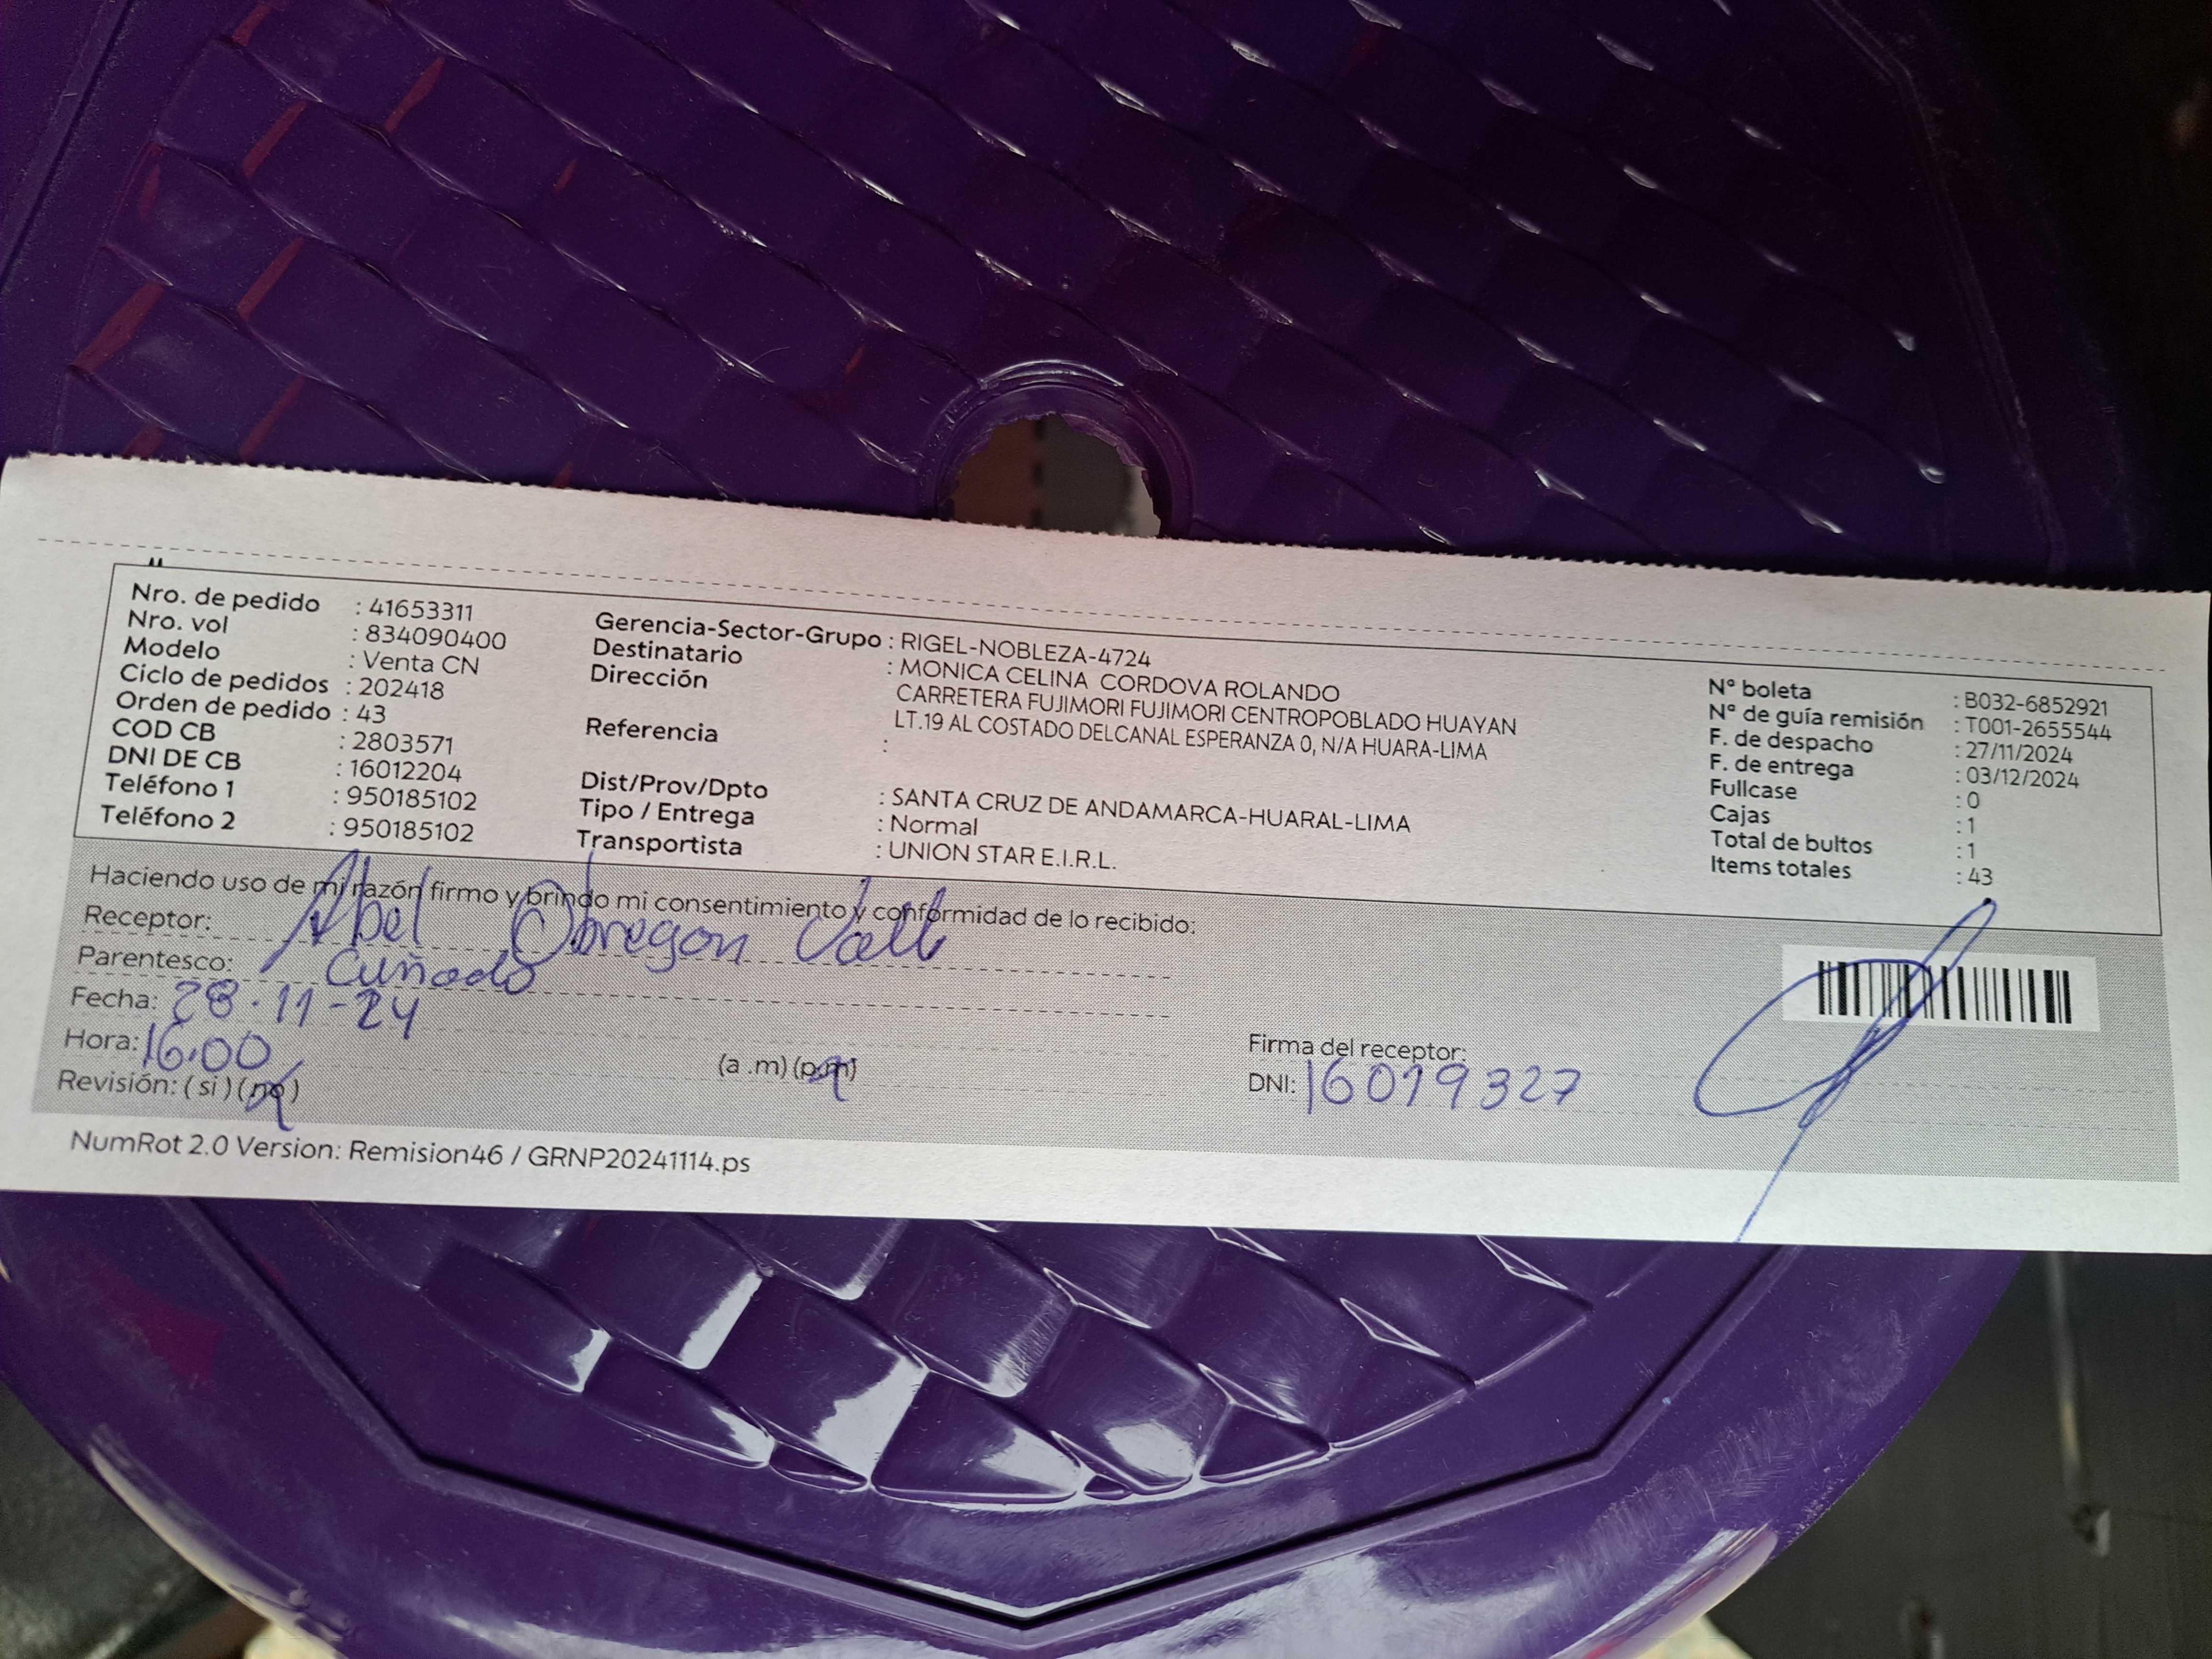 Nro. de pedido : 41653311
Nro. vol : 834090400
Modelo : Venta CN
Ciclo de pedidos : 202418
Orden de pedido : 43
COD CB : 2803571
DNI DE CB : 16012204
Teléfono 1 : 950185102
Teléfono 2 : 950185102
Gerencia-Sector-Grupo : RIGEL-NOBLEZA-4724
Destinatario : MONICA CELINA CORDOVA ROLANDO
Dirección CARRETERA FUJIMORI FUJIMORI CENTROPOBLADO HUAYAN
LT.19 AL COSTADO DELCANAL ESPERANZA 0, N/A HUARA-LIMA
Referencia :
Dist/Prov/Dpto : SANTA CRUZ DE ANDAMARCA-HUARAL-LIMA
Tipo / Entrega : Normal
Transportista : UNION STAR E.I.R.L.
N° boleta : B032-6852921
N° de guía remisión : T001-2655544
F. de despacho : 27/11/2024
F. de entrega : 03/12/2024
Fullcase : 0
Cajas : 1
Total de bultos : 1
Items totales : 43
Haciendo uso de mi razón firmo y brindo mi consentimiento y conformidad de lo recibido:
Receptor: Abel Obregon
Parentesco: Cuñado
Fecha: 28-11-24
Hora: 16:00 (a .m) (p.m)
Revisión: ( si ) ( no )
Firma del receptor:
DNI: 16019327
NumRot 2.0 Version: Remision46 / GRNP20241114.ps